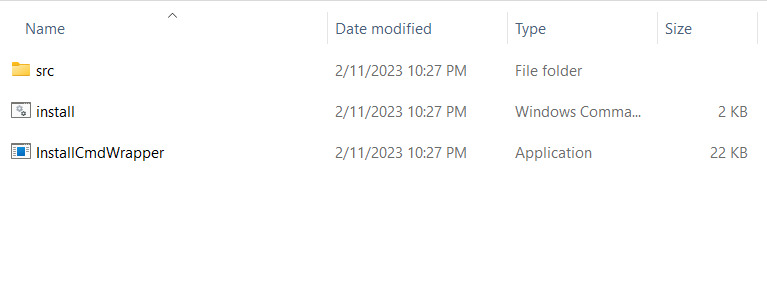 Name Date modified Type Size
src 2/11/2023 10:27 PM File folder
install 2/11/2023 10:27 PM Windows Comma... 2 KB
InstallCmdWrapper 2/11/2023 10:27 PM Application 22 KB